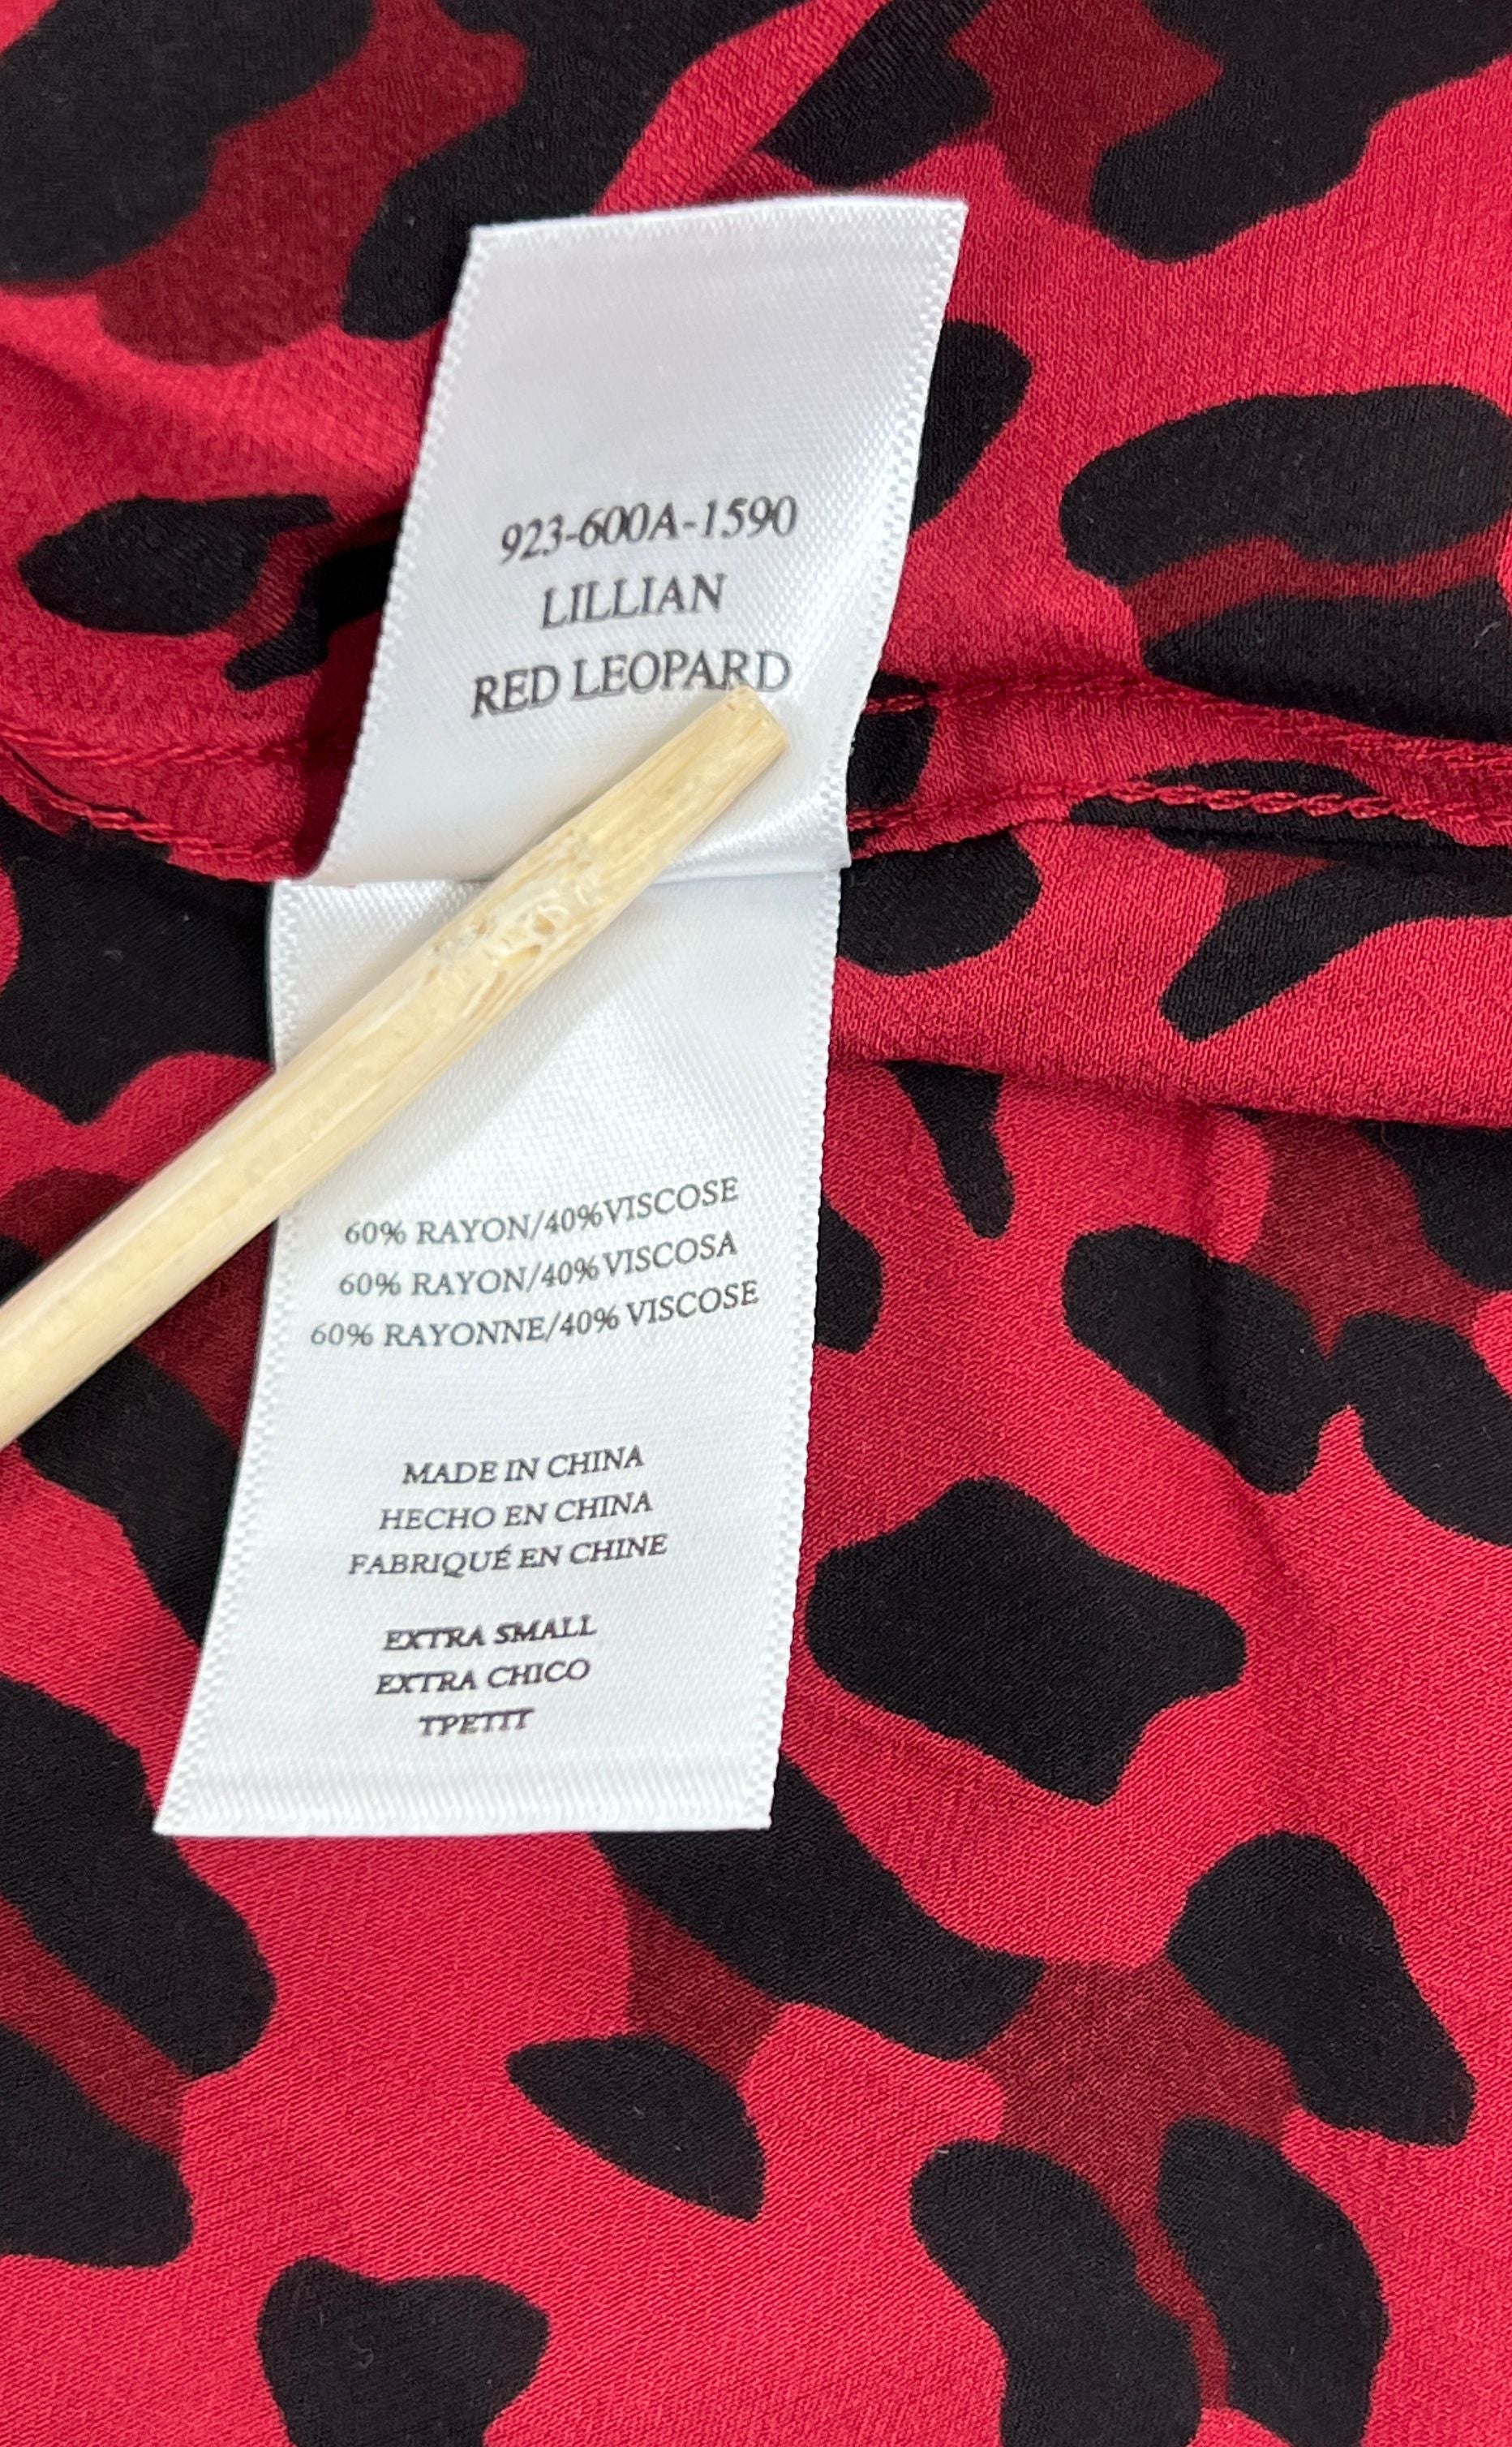 923-600A-1590
LILLIAN
RED LEOPARD
60% RAYON/40%VISCOSE
60% RAYON/40% VISCOSA
60% RAYONNE/40% VISCOSE
MADE IN CHINA
HECHO EN CHINA
FABRIQUÉ EN CHINE
EXTRA SMALL
EXTRA CHICO
TPETIT